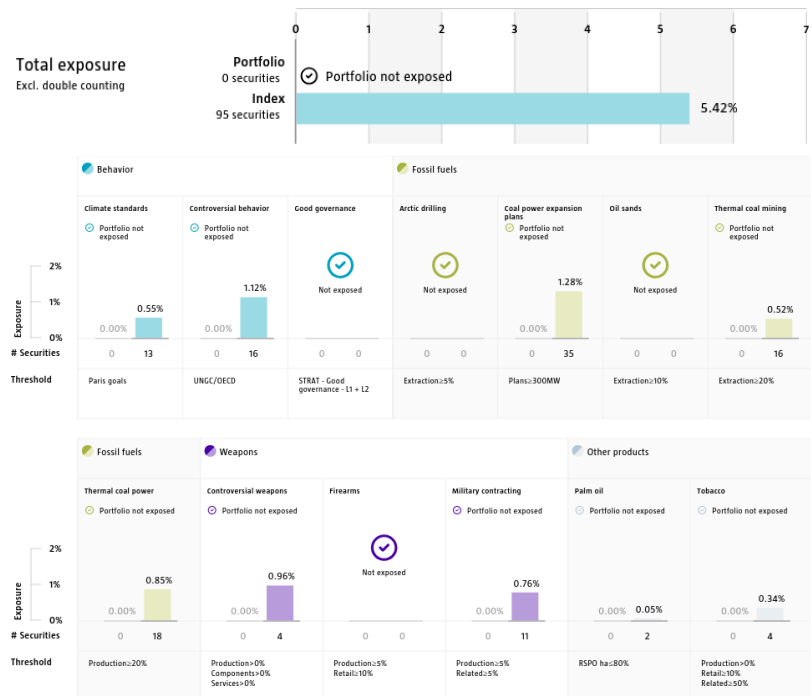 0 1 2 3 4 5 6 7
Total exposure
Excl. double counting
Portfolio
0 securities
Portfolio not exposed
Index
95 securities
5.42%
Behavior
Fossil fuels
Climate standards
Controversial behavior
Good governance
Arctic drilling
Coal power expansion
plans
Oil sands
Thermal coal mining
Portfolio not
exposed
Portfolio not
exposed
Not exposed
Not exposed
Portfolio not
exposed
Not exposed
Portfolio not
exposed
Exposure
2%
1%
0%
0.00% 0.55%
0.00% 1.12%
0.00% 1.28%
0.00% 0.52%
# Securities 0 13 0 16 0 0 0 0 0 35 0 0 0 16
Threshold
Paris goals
UNGC/OECD
STRAT - Good
governance - L1 + L2
Extraction≥5%
Plans≥300MW
Extraction≥10%
Extraction≥20%
Fossil fuels
Weapons
Other products
Thermal coal power
Controversial weapons
Firearms
Military contracting
Palm oil
Tobacco
Portfolio not exposed
Portfolio not exposed
Not exposed
Portfolio not exposed
Portfolio not exposed
Portfolio not exposed
Exposure
2%
1%
0%
0.00% 0.85%
0.00% 0.96%
0.00% 0.76%
0.00% 0.05%
0.00% 0.34%
# Securities 0 18 0 4 0 0 0 11 0 2 0 4
Threshold
Production≥20%
Production>0%
Components>0%
Services>0%
Production≥5%
Retail≥10%
Production≥5%
Related≥5%
RSPO ha≤80%
Production>0%
Retail≥10%
Related≥50%